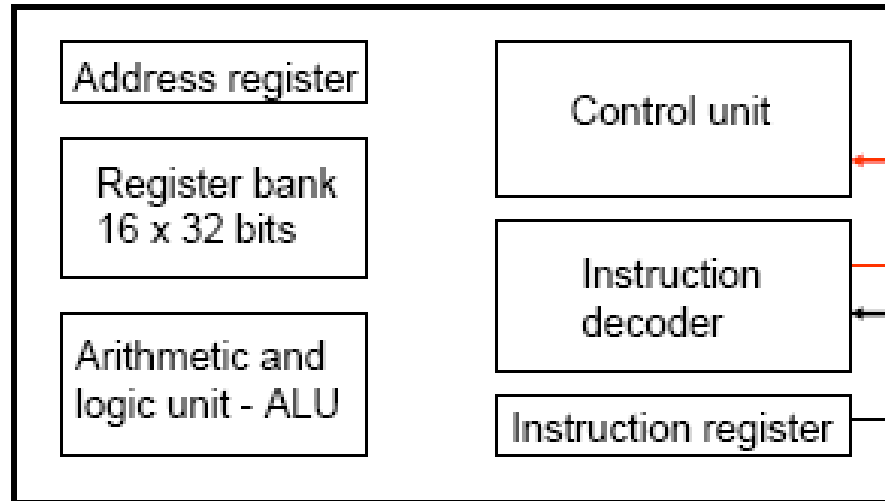 Address register
Register bank
16 x 32 bits
Arithmetic and
logic unit - ALU
Control unit
Instruction
decoder
Instruction register